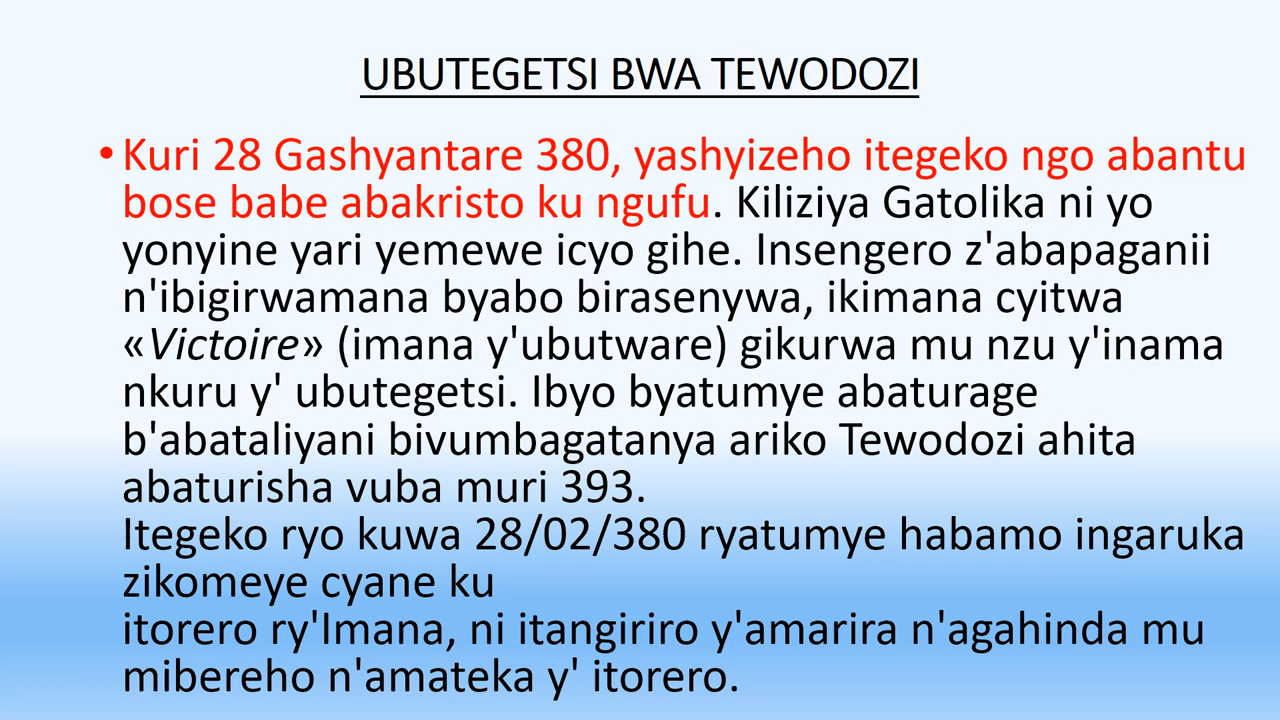 UBUTEGETSI BWA TEWODOZI
• Kuri 28 Gashyantare 380, yashyizeho itegeko ngo abantu
bose babe abakristo ku ngufu. Kiliziya Gatolika ni yo
yonyine yari yemewe icyo gihe. Insengero z'abapaganii
n'ibigirwamana byabo birasenywa, ikimana cyitwa
«Victoire» (imana y'ubutware) gikurwa mu nzu y'inama
nkuru y' ubutegetsi. Ibyo byatumye abaturage
b'abataliyani bivumbagatanya ariko Tewodozi ahita
abaturisha vuba muri 393.
Itegeko ryo kuwa 28/02/380 ryatumye habamo ingaruka
zikomeye cyane ku
itorero ry'Imana, ni itangiriro y'amarira n'agahinda mu
mibereho n'amateka y' itorero.